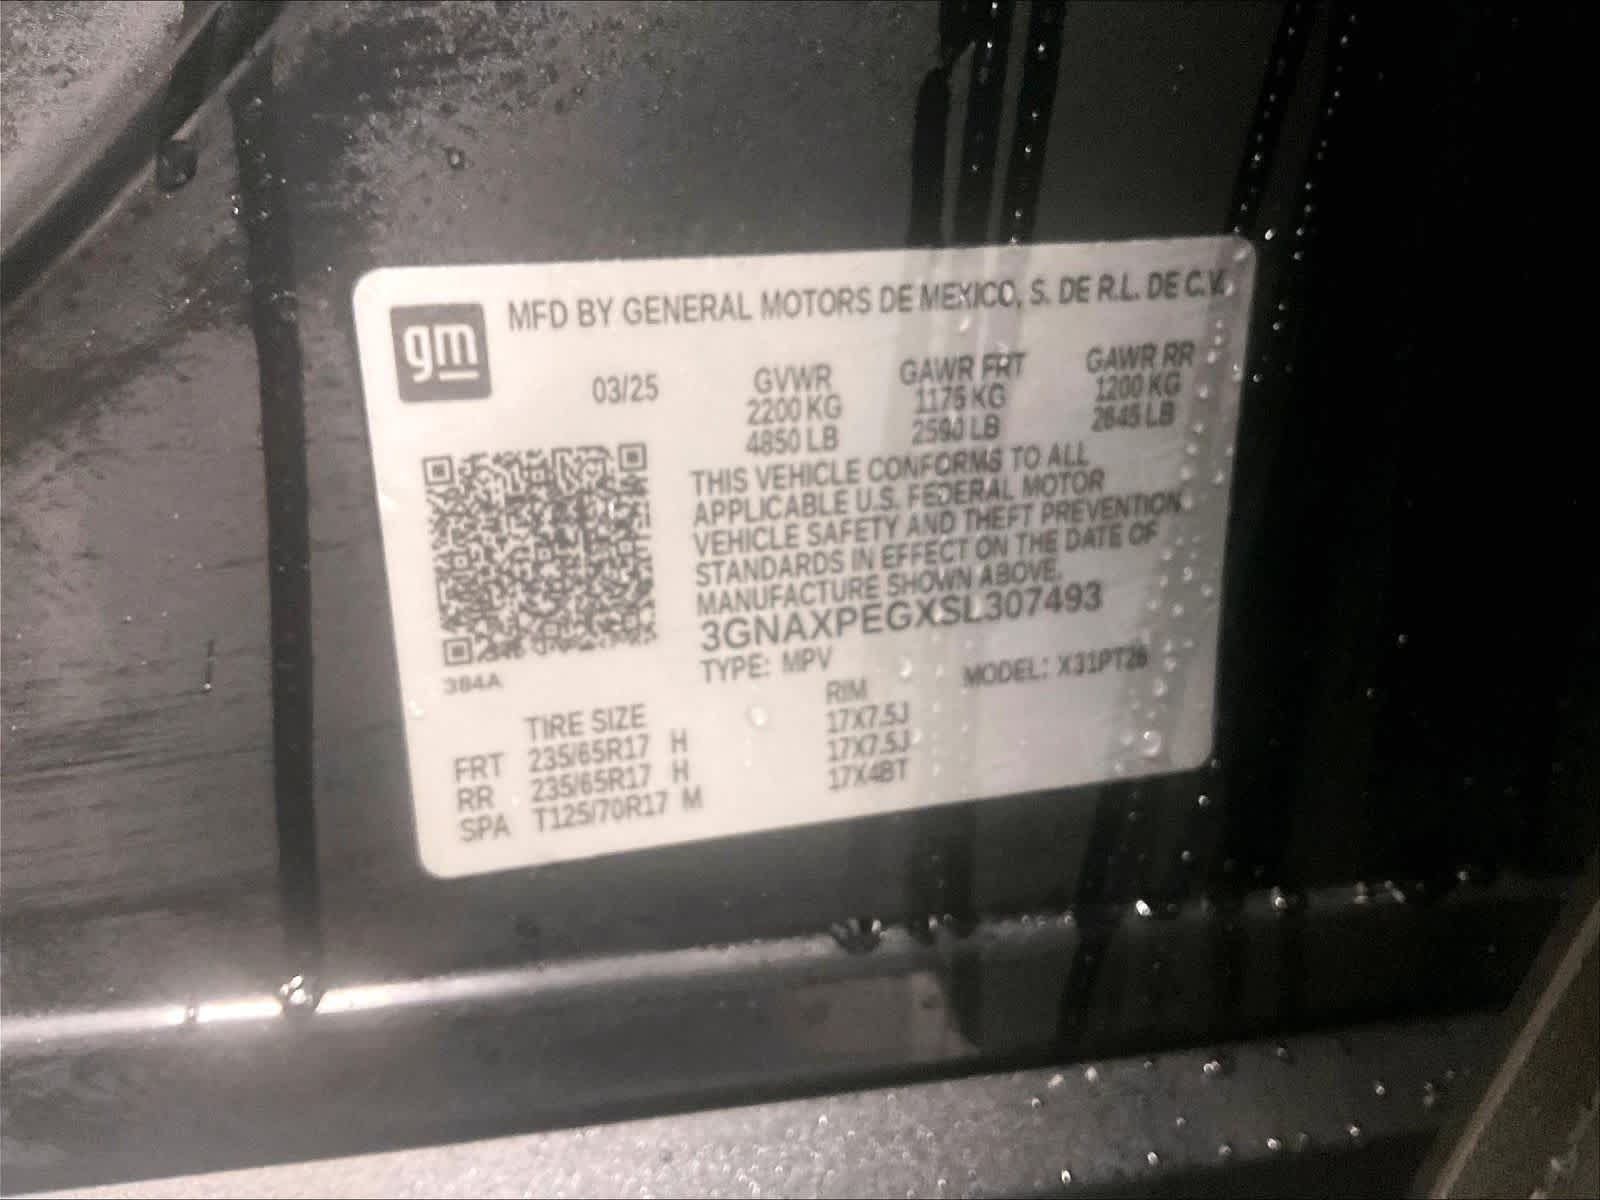 gm
MFD BY GENERAL MOTORS DE MEXICO, S. DE R.L. DE C.V.
03/25 GVWR GAWR FRT GAWR RR
2200 KG 1175 KG 1200 KG
4850 LB 2590 LB 2645 LB
THIS VEHICLE CONFORMS TO ALL
APPLICABLE U.S. FEDERAL MOTOR
VEHICLE SAFETY AND THEFT PREVENTION
STANDARDS IN EFFECT ON THE DATE OF
MANUFACTURE SHOWN ABOVE.
3GNAXPEGXSL307493
TYPE: MPV MODEL: X31PT26
384A
TIRE SIZE RIM
FRT 235/65R17 H 17X7.5J
RR 235/65R17 H 17X7.5J
SPA T125/70R17 M 17X4BT